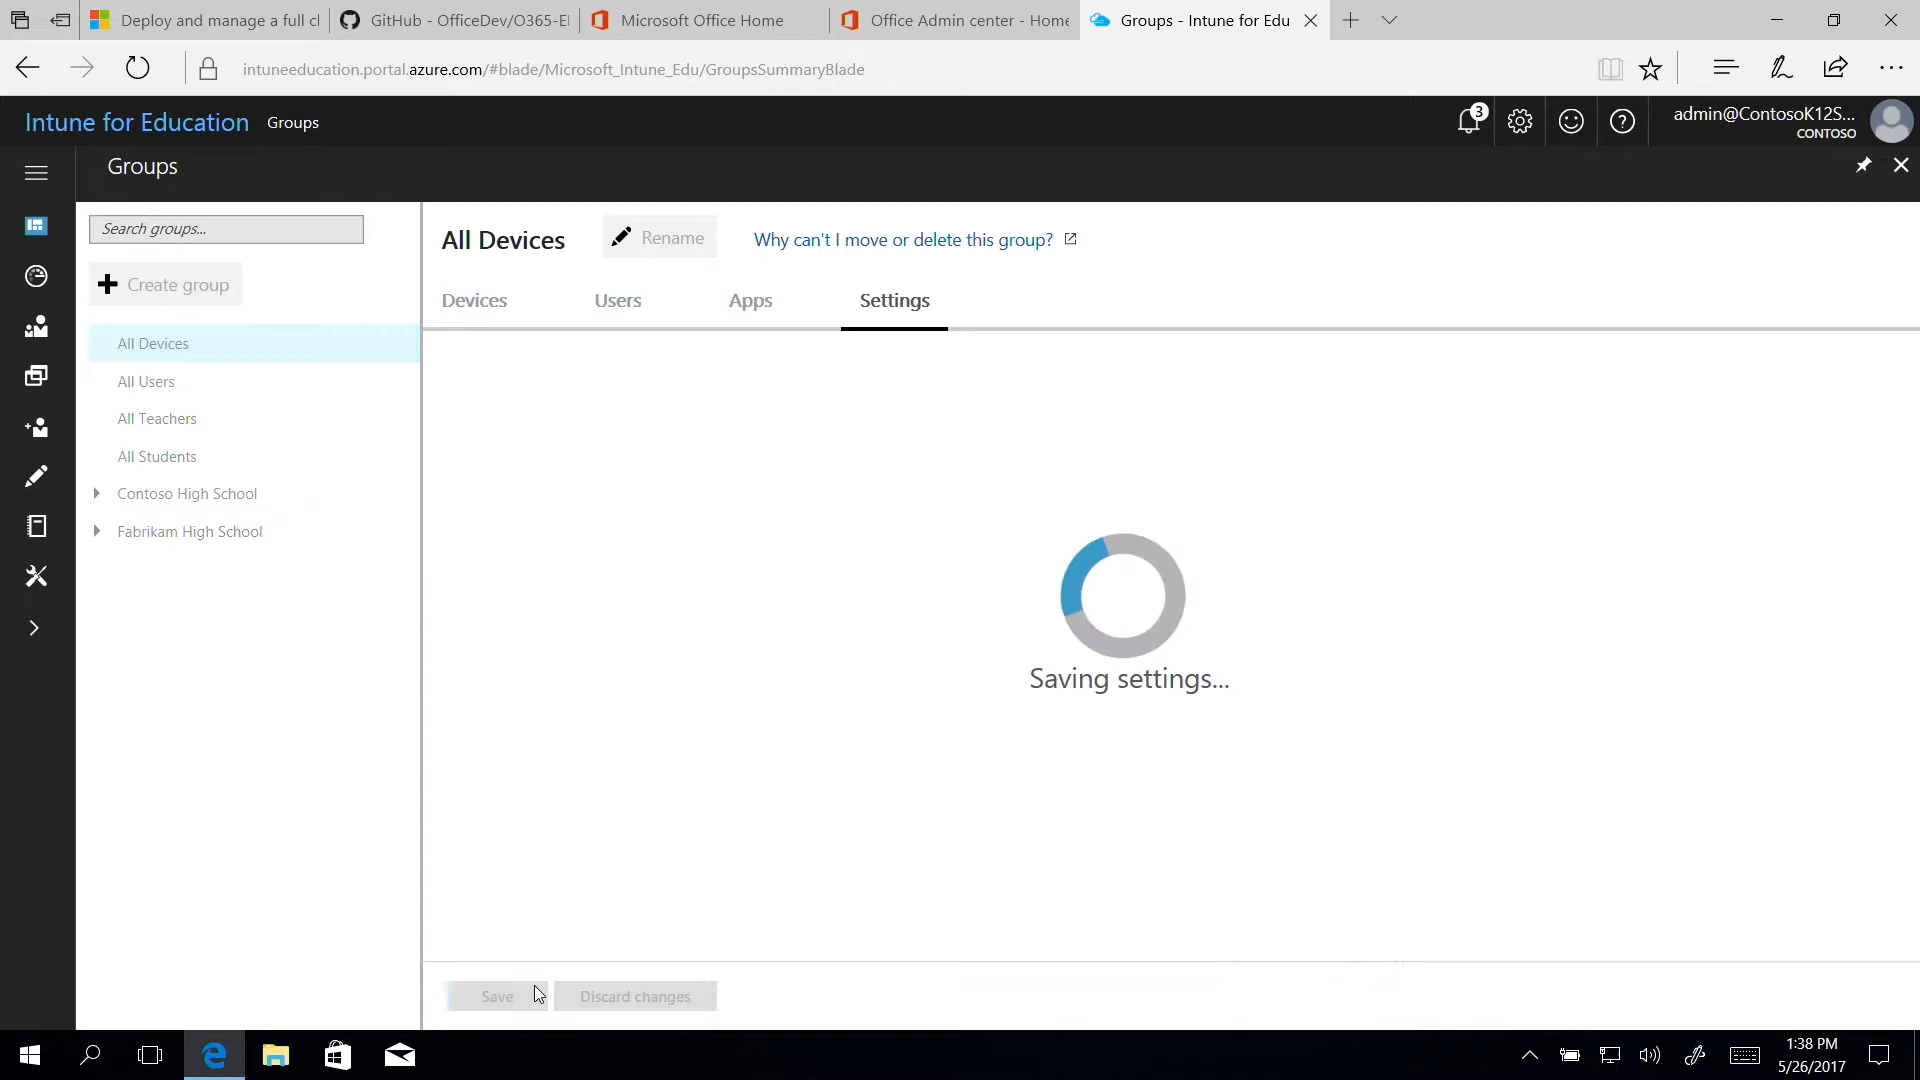 Deploy and manage a full cl
GitHub - OfficeDev/O365-E
Microsoft Office Home
Office Admin center - Home
Groups - Intune for Edu
intuneeducation.portal.azure.com/#blade/Microsoft_Intune_Edu/GroupsSummaryBlade
Intune for Education Groups
3
admin@ContosoK12S...
CONTOSO
Groups
Search groups...
Create group
All Devices
All Users
All Teachers
All Students
Contoso High School
Fabrikam High School
All Devices
Rename
Why can't I move or delete this group?
Devices Users Apps Settings
Saving settings...
Save
Discard changes
1:38 PM
5/26/2017